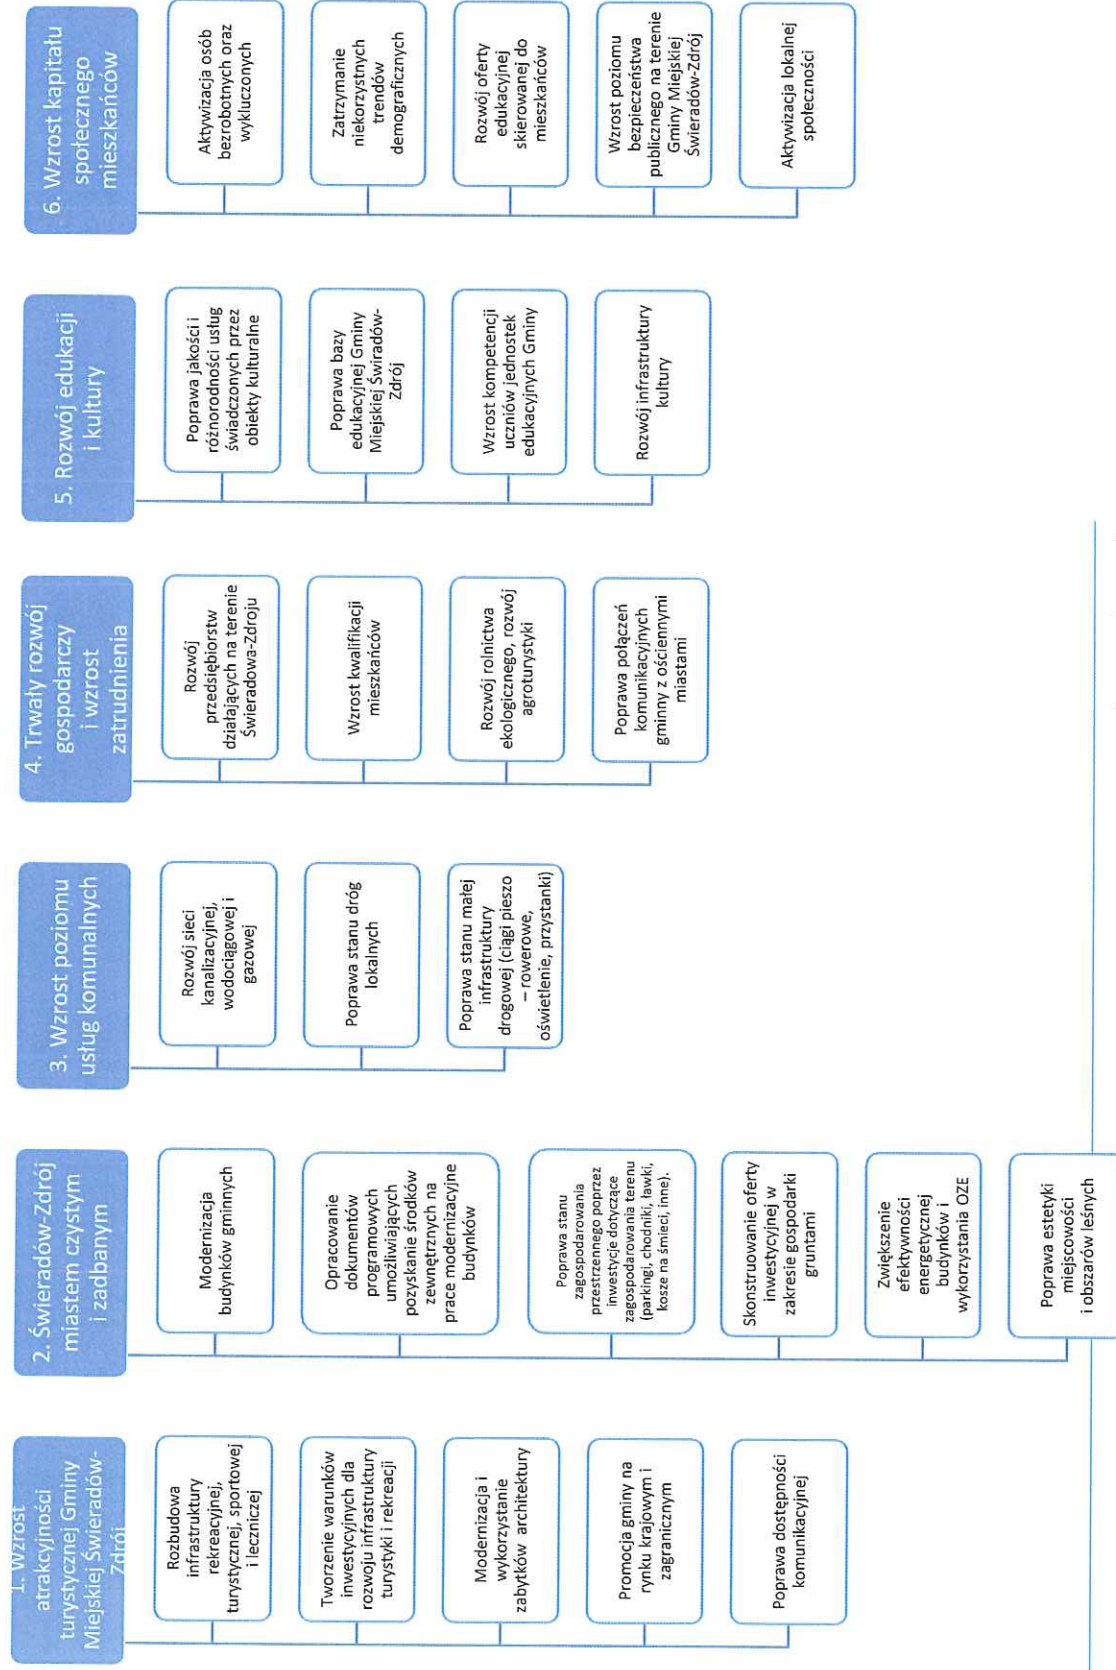 1. Wzrost
atrakcyjności
turystycznej Gminy
Miejskiej Świeradów-
Zdrój
Rozbudowa
infrastruktury
rekreacyjnej,
turystycznej, sportowej
i leczniczej
Tworzenie warunków
inwestycyjnych dla
rozwoju infrastruktury
turystyki i rekreacji
Modernizacja i
wykorzystanie
zabytków architektury
Promocja gminy na
rynku krajowym i
zagranicznym
Poprawa dostępności
komunikacyjnej
2. Świeradów-Zdrój
miastem czystym
i zadbanym
Modernizacja
budynków gminnych
Opracowanie
dokumentów
programowych
umożliwiających
pozyskanie środków
zewnętrznych na
prace modernizacyjne
budynków
Poprawa stanu
zagospodarowania
przestrzennego poprzez
inwestycje dotyczące
zagospodarowania terenu
(parkingi, chodniki, ławki,
kosze na śmieci, inne).
Skonstruowanie oferty
inwestycyjnej w
zakresie gospodarki
gruntami
Zwiększenie
efektywności
energetycznej
budynków i
wykorzystania OZE
Poprawa estetyki
miejscowości
i obszarów leśnych
3. Wzrost poziomu
usług komunalnych
Rozwój sieci
kanalizacyjnej,
wodociągowej i
gazowej
Poprawa stanu dróg
lokalnych
Poprawa stanu małej
infrastruktury
drogowej (ciągi pieszo
– rowerowe,
oświetlenie, przystanki)
4. Trwały rozwój
gospodarczy
i wzrost
zatrudnienia
Rozwój
przedsiębiorstw
działających na terenie
Świeradowa-Zdroju
Wzrost kwalifikacji
mieszkańców
Rozwój rolnictwa
ekologicznego, rozwój
agroturystyki
Poprawa połączeń
komunikacyjnych
gminny z ościennymi
miastami
5. Rozwój edukacji
i kultury
Poprawa jakości i
różnorodności usług
świadczonych przez
obiekty kulturalne
Poprawa bazy
edukacyjnej Gminy
Miejskiej Świradów-
Zdrój
Wzrost kompetencji
uczniów jednostek
edukacyjnych Gminy
Rozwój infrastruktury
kultury
6. Wzrost kapitału
społecznego
mieszkańców
Aktywizacja osób
bezrobotnych oraz
wykluczonych
Zatrzymanie
niekorzystnych
trendów
demograficznych
Rozwój oferty
edukacyjnej
skierowanej do
mieszkańców
Wzrost poziomu
bezpieczeństwa
publicznego na terenie
Gminy Miejskiej
Świeradów-Zdrój
Aktywizacja lokalnej
społeczności